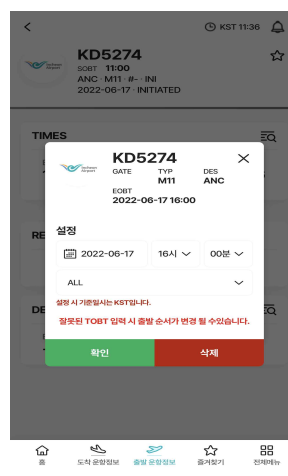 KST 11:36
KD5274
SOBT 11:00
ANC · M11 · #- · INI
2022-06-17 · INITIATED
TIMES
KD5274
GATE TYP DES
M11 ANC
EOBT
2022-06-17 16:00
설정
2022-06-17 16시 00분
ALL
설정 시 기준일시는 KST입니다.
잘못된 TOBT 입력 시 출발 순서가 변경 될 수있습니다.
확인 삭제
RE
DE
홈 도착 운항정보 출발 운항정보 즐겨찾기 전체메뉴